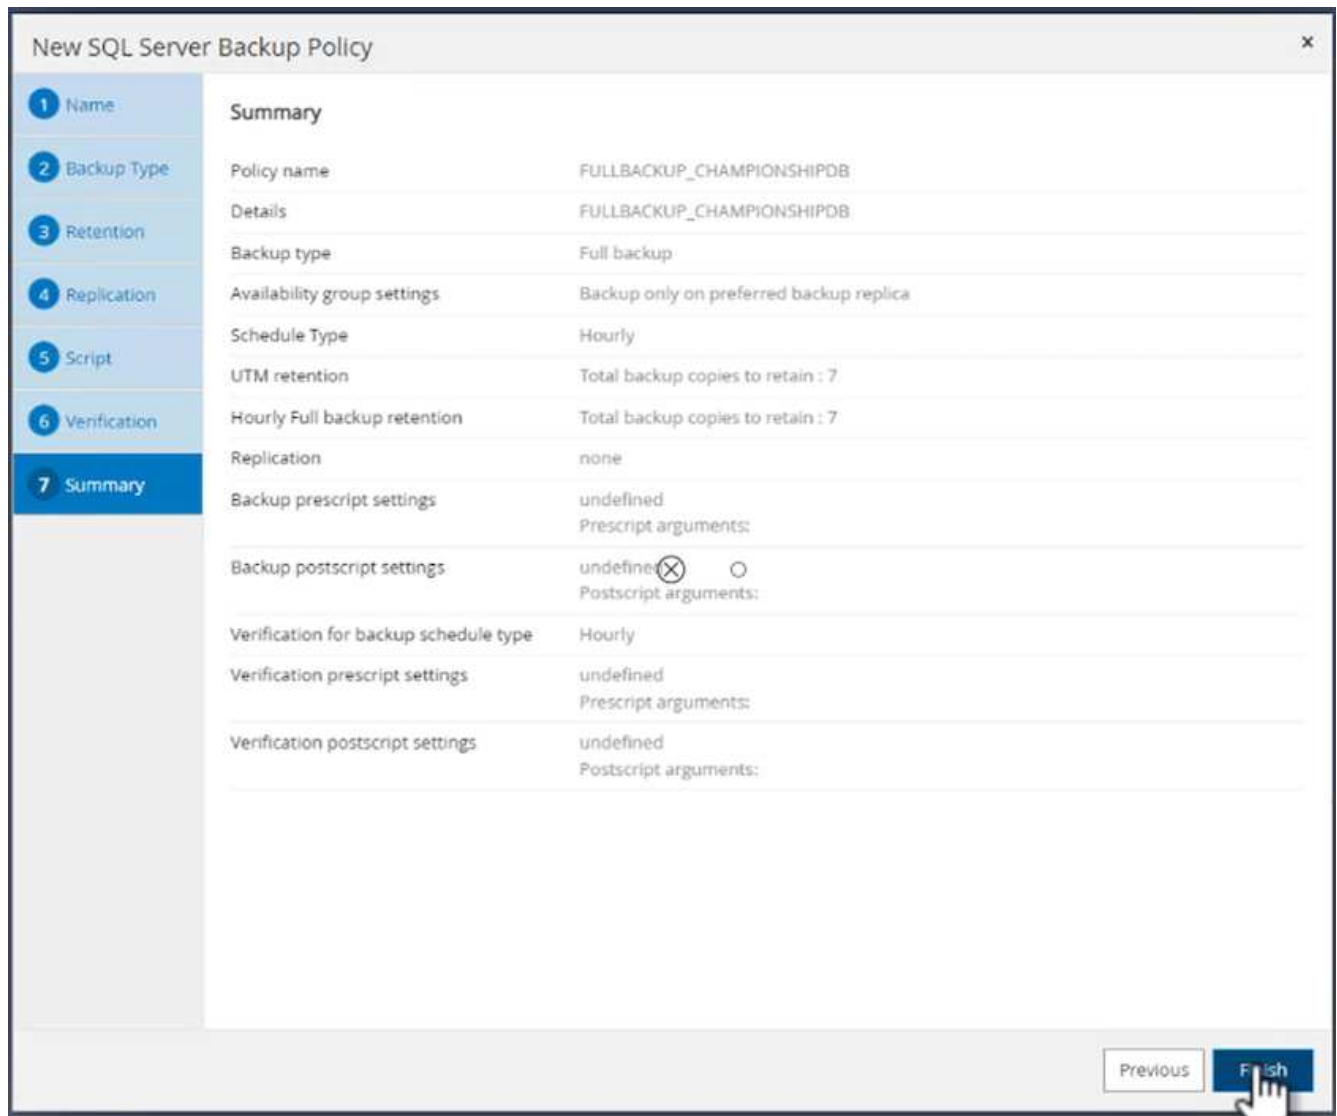 New SQL Server Backup Policy ×
1 Name
2 Backup Type
3 Retention
4 Replication
5 Script
6 Verification
7 Summary
Summary
Policy name FULLBACKUP_CHAMPIONSHIPDB
Details FULLBACKUP_CHAMPIONSHIPDB
Backup type Full backup
Availability group settings Backup only on preferred backup replica
Schedule Type Hourly
UTM retention Total backup copies to retain : 7
Hourly Full backup retention Total backup copies to retain : 7
Replication none
Backup prescript settings undefined
Prescript arguments:
Backup postscript settings undefined
Postscript arguments:
Verification for backup schedule type Hourly
Verification prescript settings undefined
Prescript arguments:
Verification postscript settings undefined
Postscript arguments:
Previous Finish